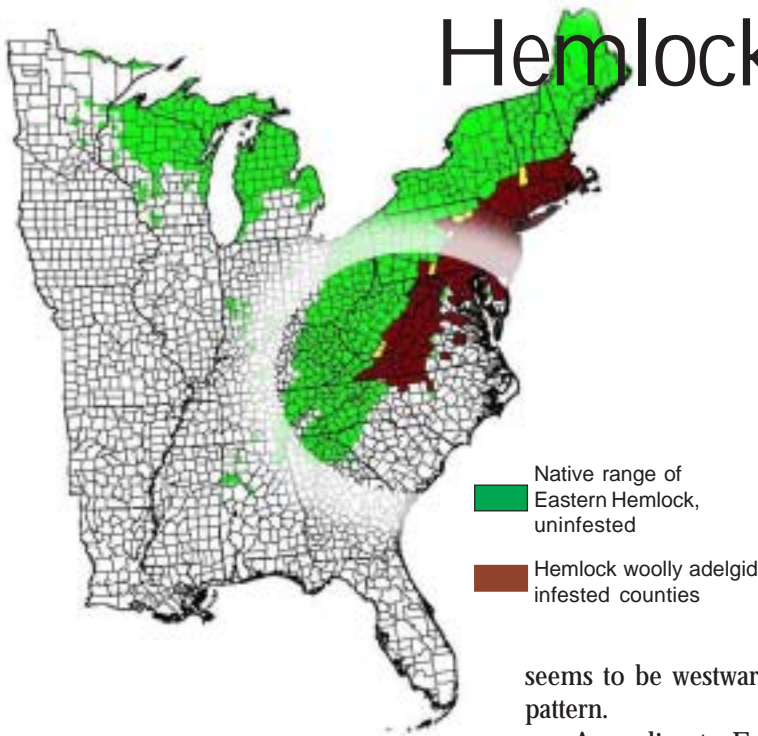 Hemlock
Native range of
Eastern Hemlock,
uninfested
Hemlock woolly adelgid
infested counties
seems to be westwar
pattern.